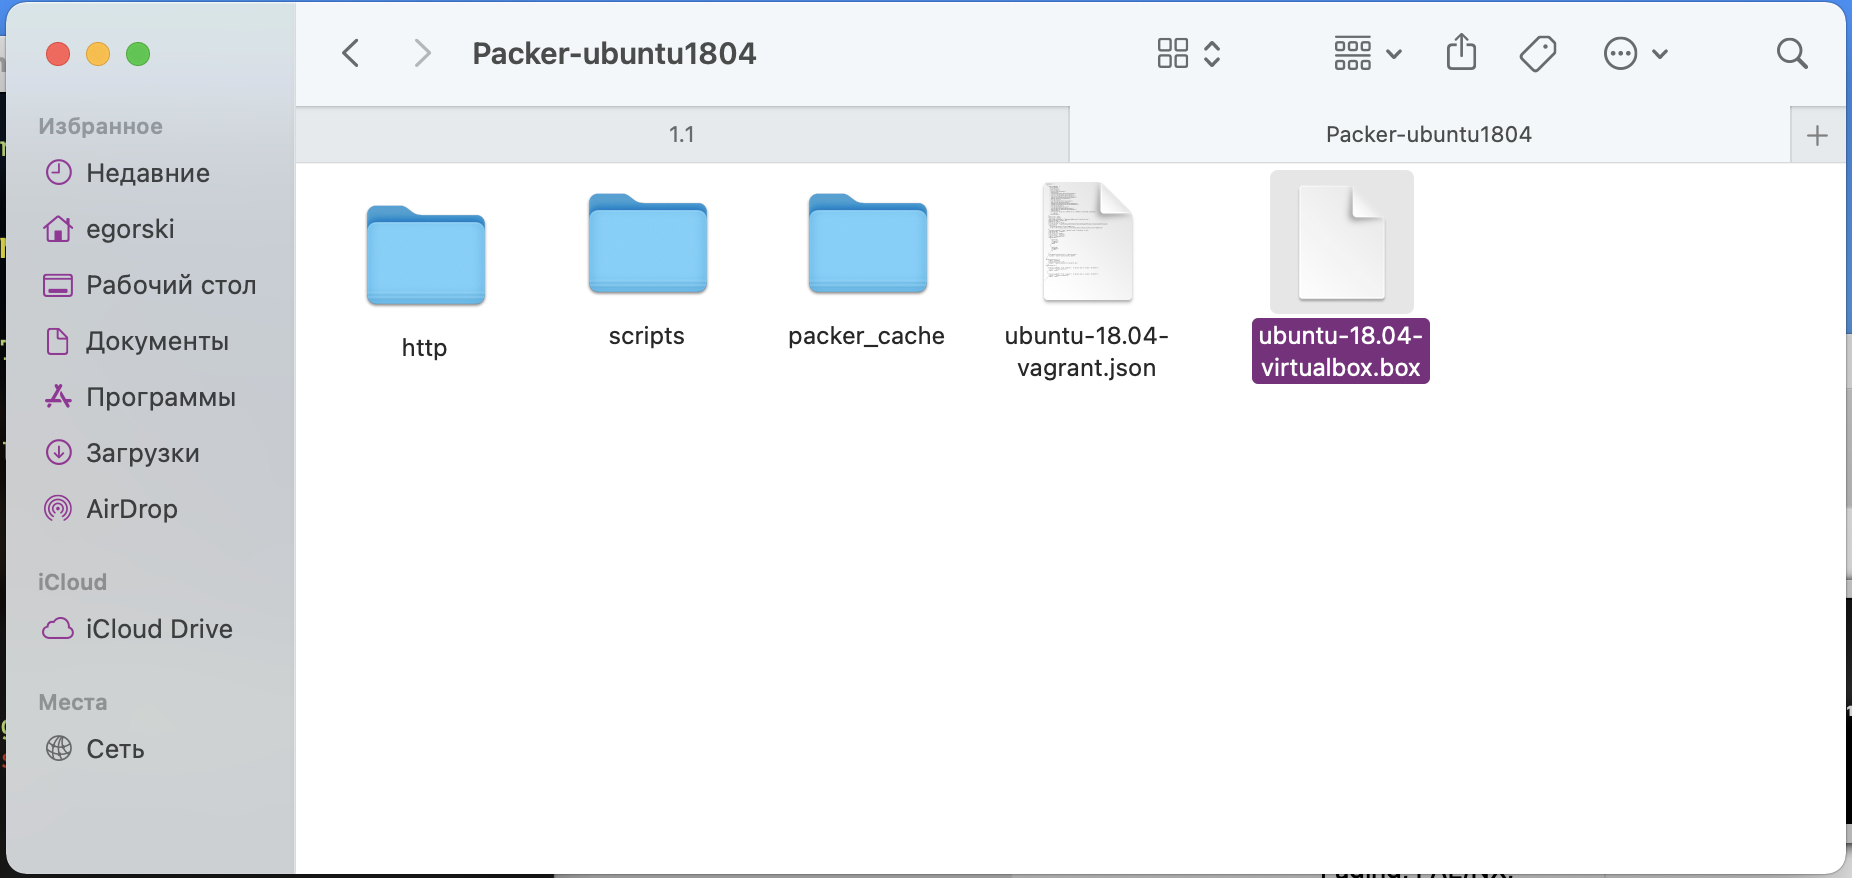 Packer-ubuntu1804
1.1
Packer-ubuntu1804
Избранное
Недавние
egorski
Рабочий стол
Документы
Программы
Загрузки
AirDrop
iCloud
iCloud Drive
Места
Сеть
http
scripts
packer_cache
ubuntu-18.04-
vagrant.json
ubuntu-18.04-
virtualbox.box